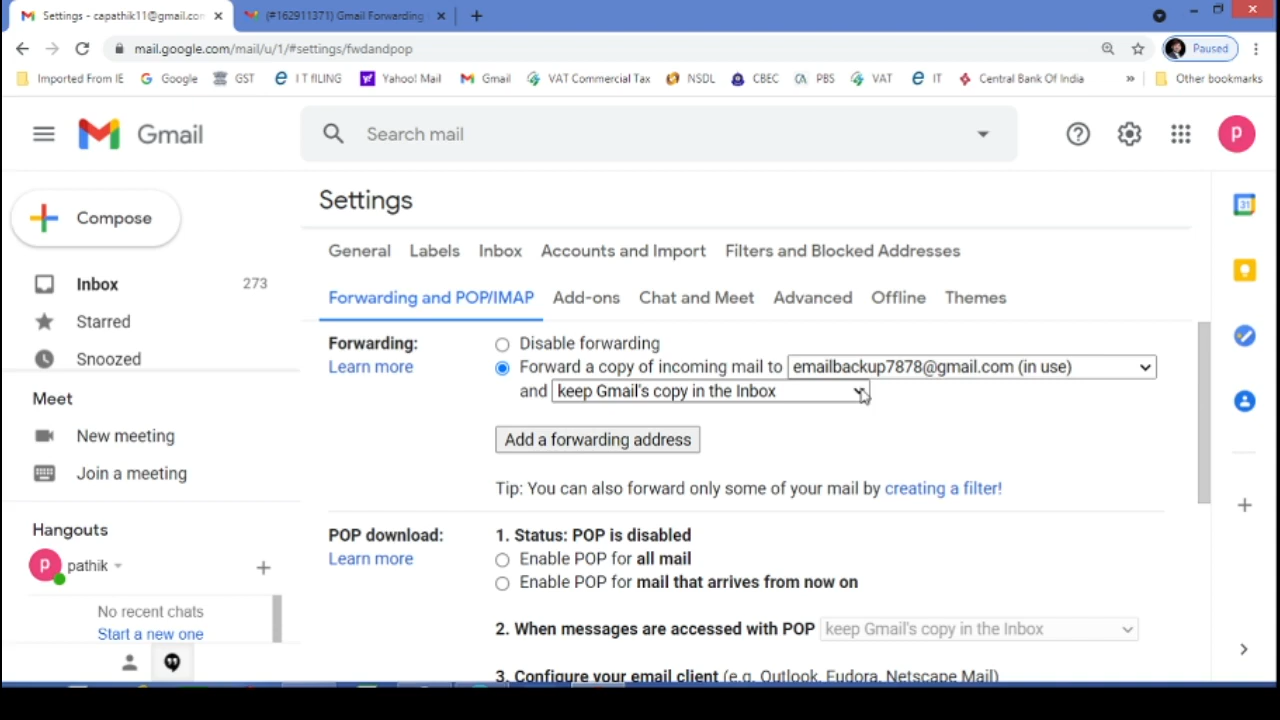 Settings - capathik11@gmail.com
(#162911371) Gmail Forwarding
mail.google.com/mail/u/1/#settings/fwdandpop
Paused
Imported From IE
Google
GST
I T fILING
Yahoo! Mail
Gmail
VAT Commercial Tax
NSDL
CBEC
PBS
VAT
IT
Central Bank Of India
»
Other bookmarks
Gmail
Search mail
P
Compose
Inbox 273
Starred
Snoozed
Meet
New meeting
Join a meeting
Hangouts
P pathik
No recent chats
Start a new one
Settings
General Labels Inbox Accounts and Import Filters and Blocked Addresses
Forwarding and POP/IMAP Add-ons Chat and Meet Advanced Offline Themes
Forwarding:
Learn more
Disable forwarding
Forward a copy of incoming mail to emailbackup7878@gmail.com (in use)
and keep Gmail's copy in the Inbox
Add a forwarding address
Tip: You can also forward only some of your mail by creating a filter!
POP download:
Learn more
1. Status: POP is disabled
Enable POP for all mail
Enable POP for mail that arrives from now on
2. When messages are accessed with POP keep Gmail's copy in the Inbox
3. Configure your email client (e.g. Outlook, Eudora, Netscape Mail)
31